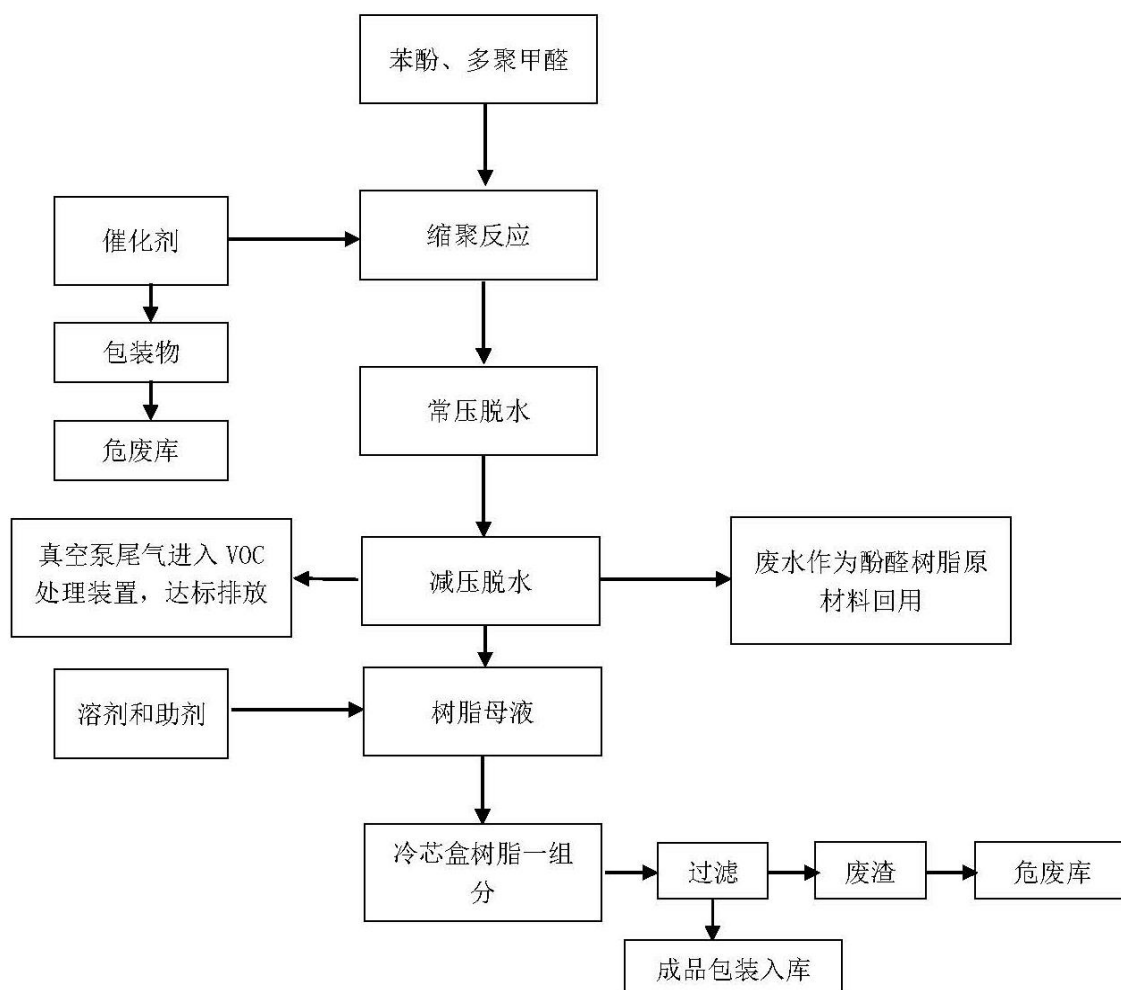 苯酚、多聚甲醛
催化剂
缩聚反应
包装物
常压脱水
危废库
真空泵尾气进入 VOC
处理装置，达标排放
减压脱水
废水作为酚醛树脂原
材料回用
溶剂和助剂
树脂母液
冷芯盒树脂一组
分
过滤
废渣
危废库
成品包装入库